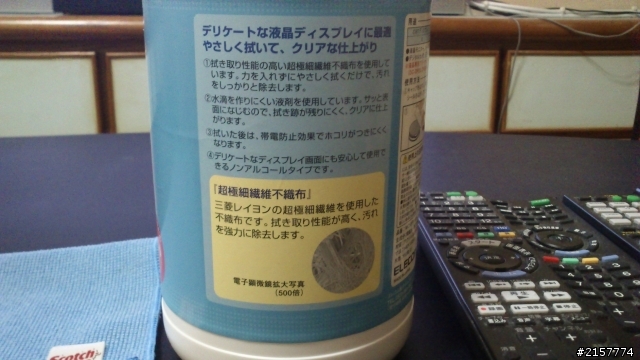 デリケートな液晶ディスプレイに最適
やさしく拭いて、クリアな仕上がり
①拭き取り性能の高い超極細繊維不織布を使用して
います。力を入れずにやさしく拭くだけで、汚れ
をしっかりと除去します。
②水滴を作りにくい液剤を使用しています。サッと表
面になじむので、拭き跡が残りにくく、クリアに仕上
がります。
③拭いた後は、帯電防止効果でホコリがつきにくく
なります。
④デリケートなディスプレイ画面にも安心して使用で
きるノンアルコールタイプです。
『超極細繊維不織布』
三菱レイヨンの超極細繊維を使用した
不織布です。拭き取り性能が高く、汚れ
を強力に除去します。
電子顕微鏡拡大写真
(500倍)
ELECO
Scotch
#2157774